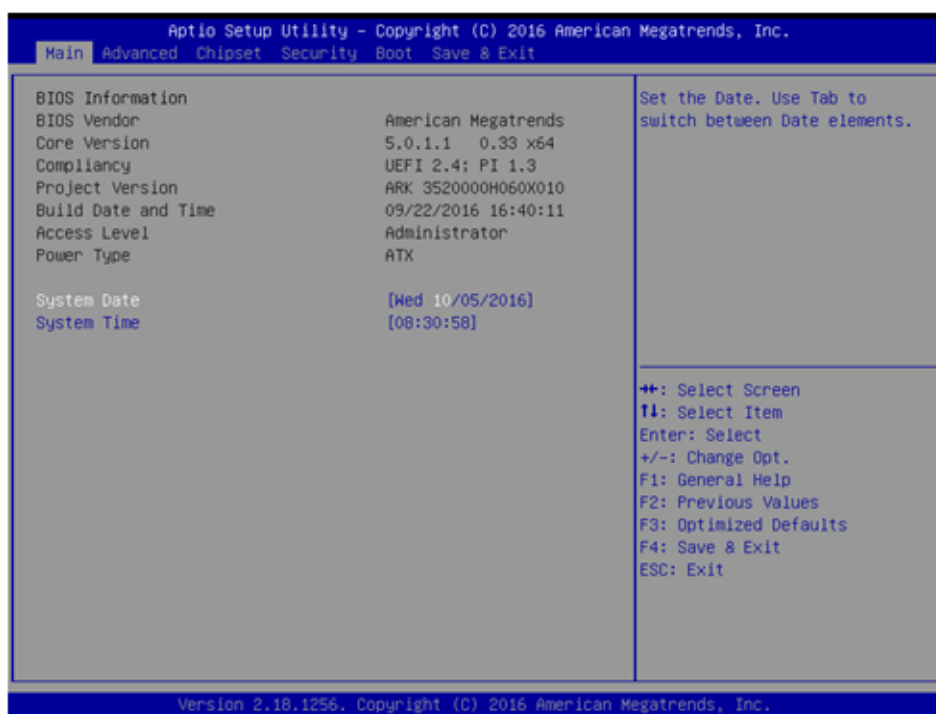 Aptio Setup Utility – Copyright (C) 2016 American Megatrends, Inc.
Main Advanced Chipset Security Boot Save & Exit
BIOS Information
BIOS Vendor American Megatrends
Core Version 5.0.1.1 0.33 x64
Compliancy UEFI 2.4; PI 1.3
Project Version ARK 3520000H060X010
Build Date and Time 09/22/2016 16:40:11
Access Level Administrator
Power Type ATX
System Date [Wed 10/05/2016]
System Time [08:30:58]
Set the Date. Use Tab to
switch between Date elements.
→←: Select Screen
↑↓: Select Item
Enter: Select
+/-: Change Opt.
F1: General Help
F2: Previous Values
F3: Optimized Defaults
F4: Save & Exit
ESC: Exit
Version 2.18.1256. Copyright (C) 2016 American Megatrends, Inc.